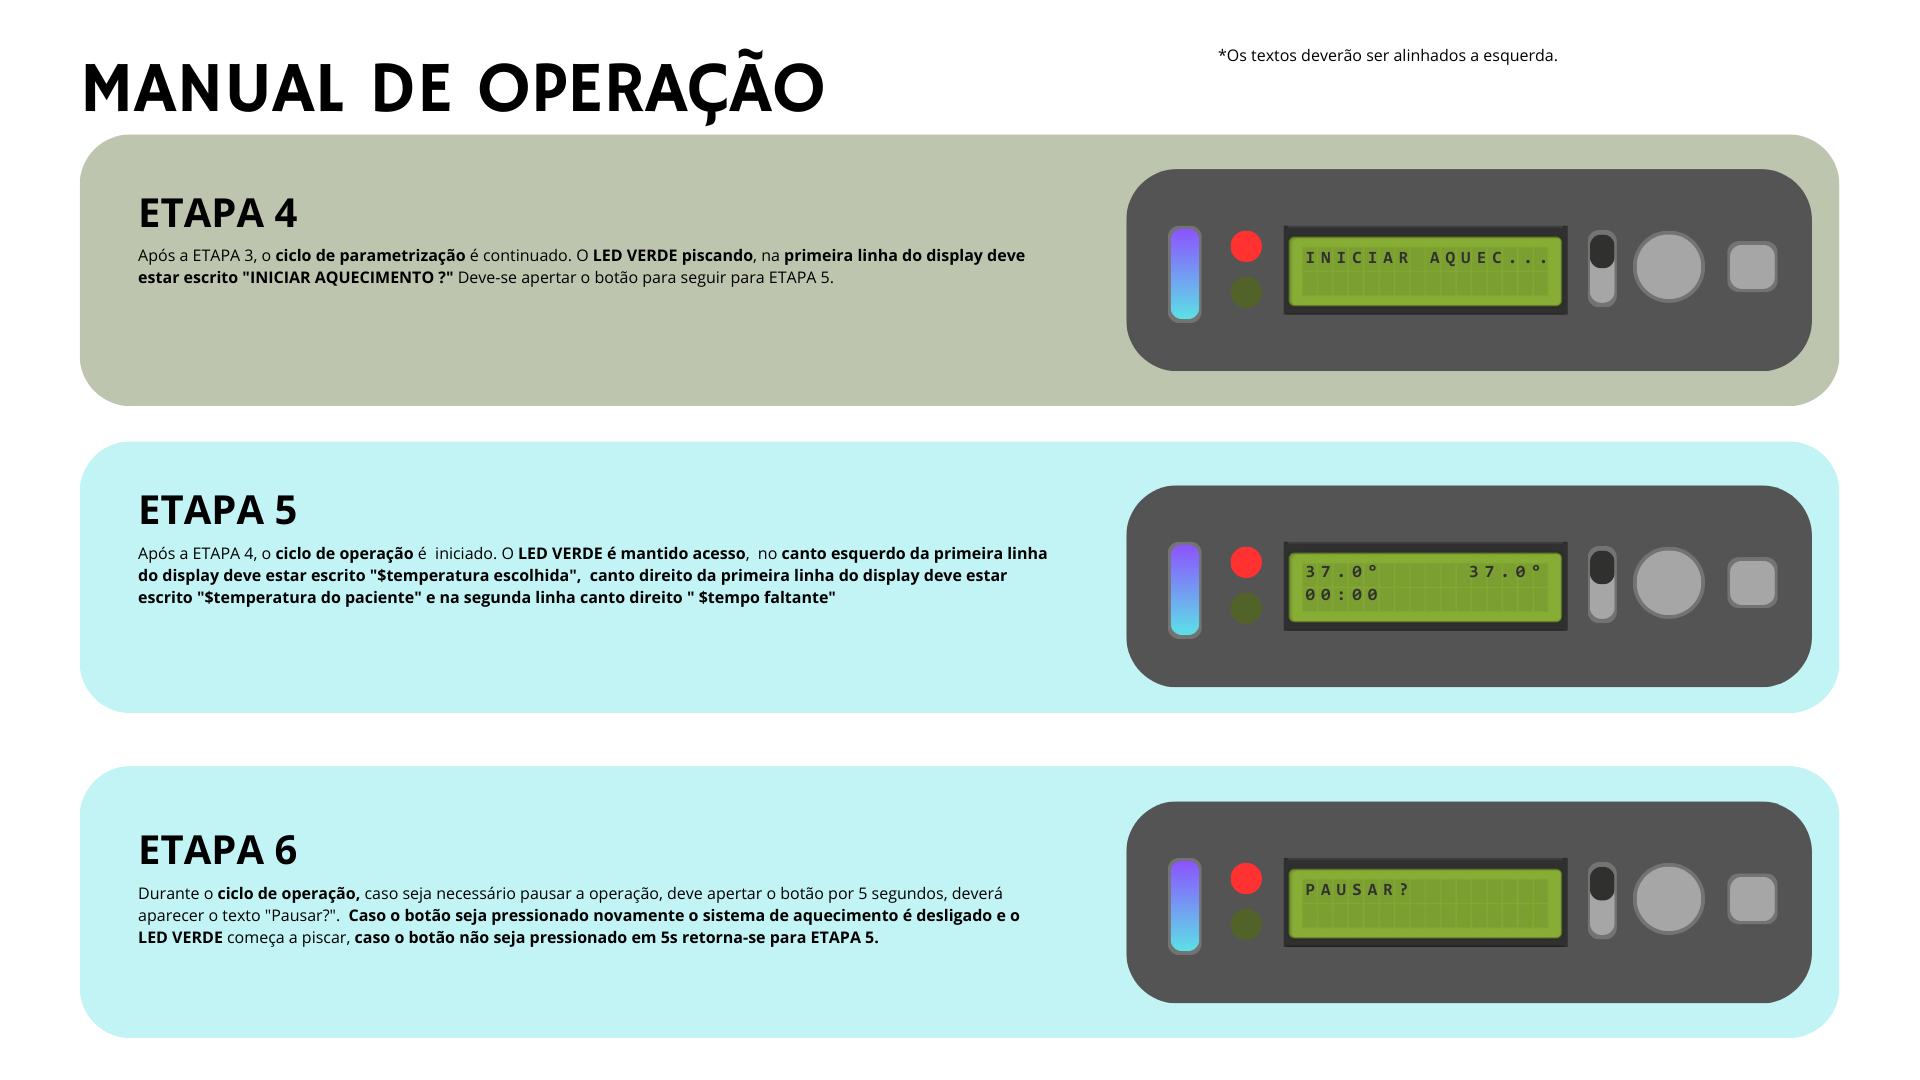 MANUAL DE OPERAÇÃO
*Os textos deverão ser alinhados a esquerda.
ETAPA 4
Após a ETAPA 3, o ciclo de parametrização é continuado. O LED VERDE piscando, na primeira linha do display deve
estar escrito "INICIAR AQUECIMENTO ?" Deve-se apertar o botão para seguir para ETAPA 5.
INICIAR AQUEC...
ETAPA 5
Após a ETAPA 4, o ciclo de operação é  iniciado. O LED VERDE é mantido acesso,  no canto esquerdo da primeira linha
do display deve estar escrito "$temperatura escolhida",  canto direito da primeira linha do display deve estar
escrito "$temperatura do paciente" e na segunda linha canto direito " $tempo faltante"
37.0° 37.0°
00:00
ETAPA 6
Durante o ciclo de operação, caso seja necessário pausar a operação, deve apertar o botão por 5 segundos, deverá
aparecer o texto "Pausar?".  Caso o botão seja pressionado novamente o sistema de aquecimento é desligado e o
LED VERDE começa a piscar, caso o botão não seja pressionado em 5s retorna-se para ETAPA 5.
PAUSAR?